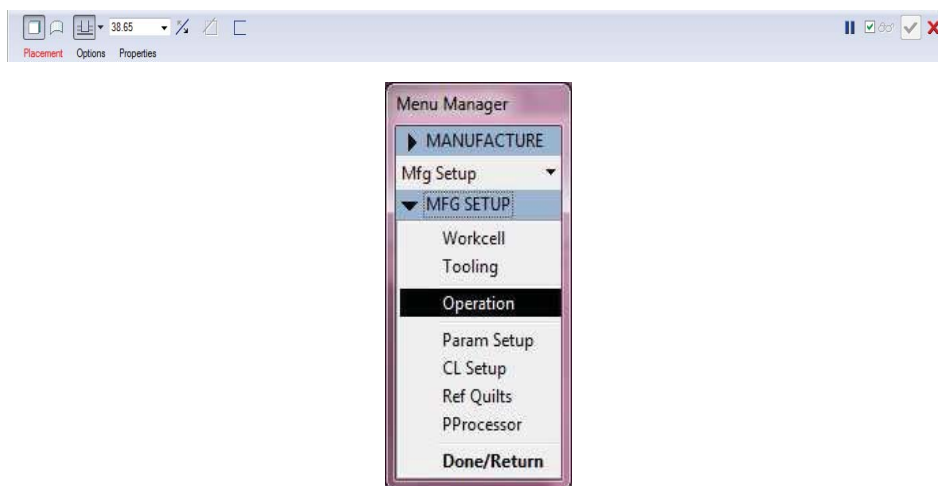 38.65
Placement Options Properties
Menu Manager
MANUFACTURE
Mfg Setup
MFG SETUP
Workcell
Tooling
Operation
Param Setup
CL Setup
Ref Quilts
PProcessor
Done/Return